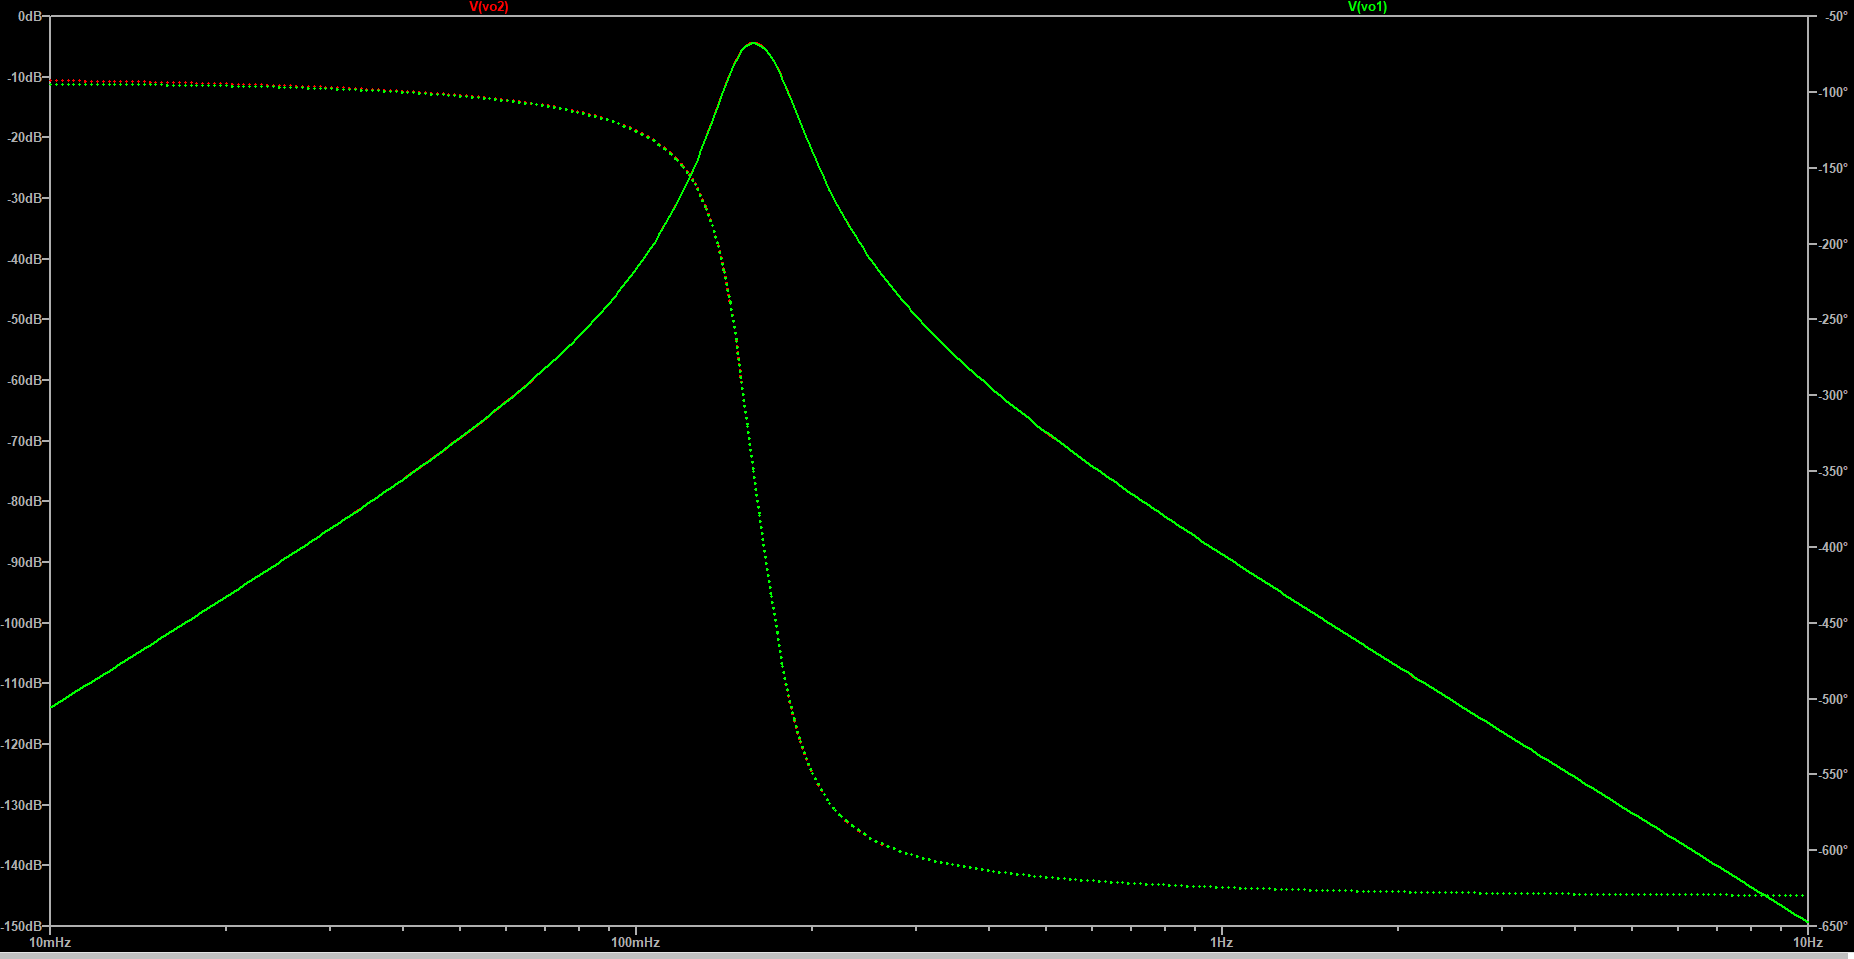 V(vo2) V(vo1)
0dB -50°
-10dB -100°
-20dB -150°
-30dB -200°
-40dB -250°
-50dB -300°
-60dB -350°
-70dB -400°
-80dB -450°
-90dB -500°
-100dB -550°
-110dB -600°
-120dB -650°
-130dB
-140dB
-150dB
10mHz 100mHz 1Hz 10Hz